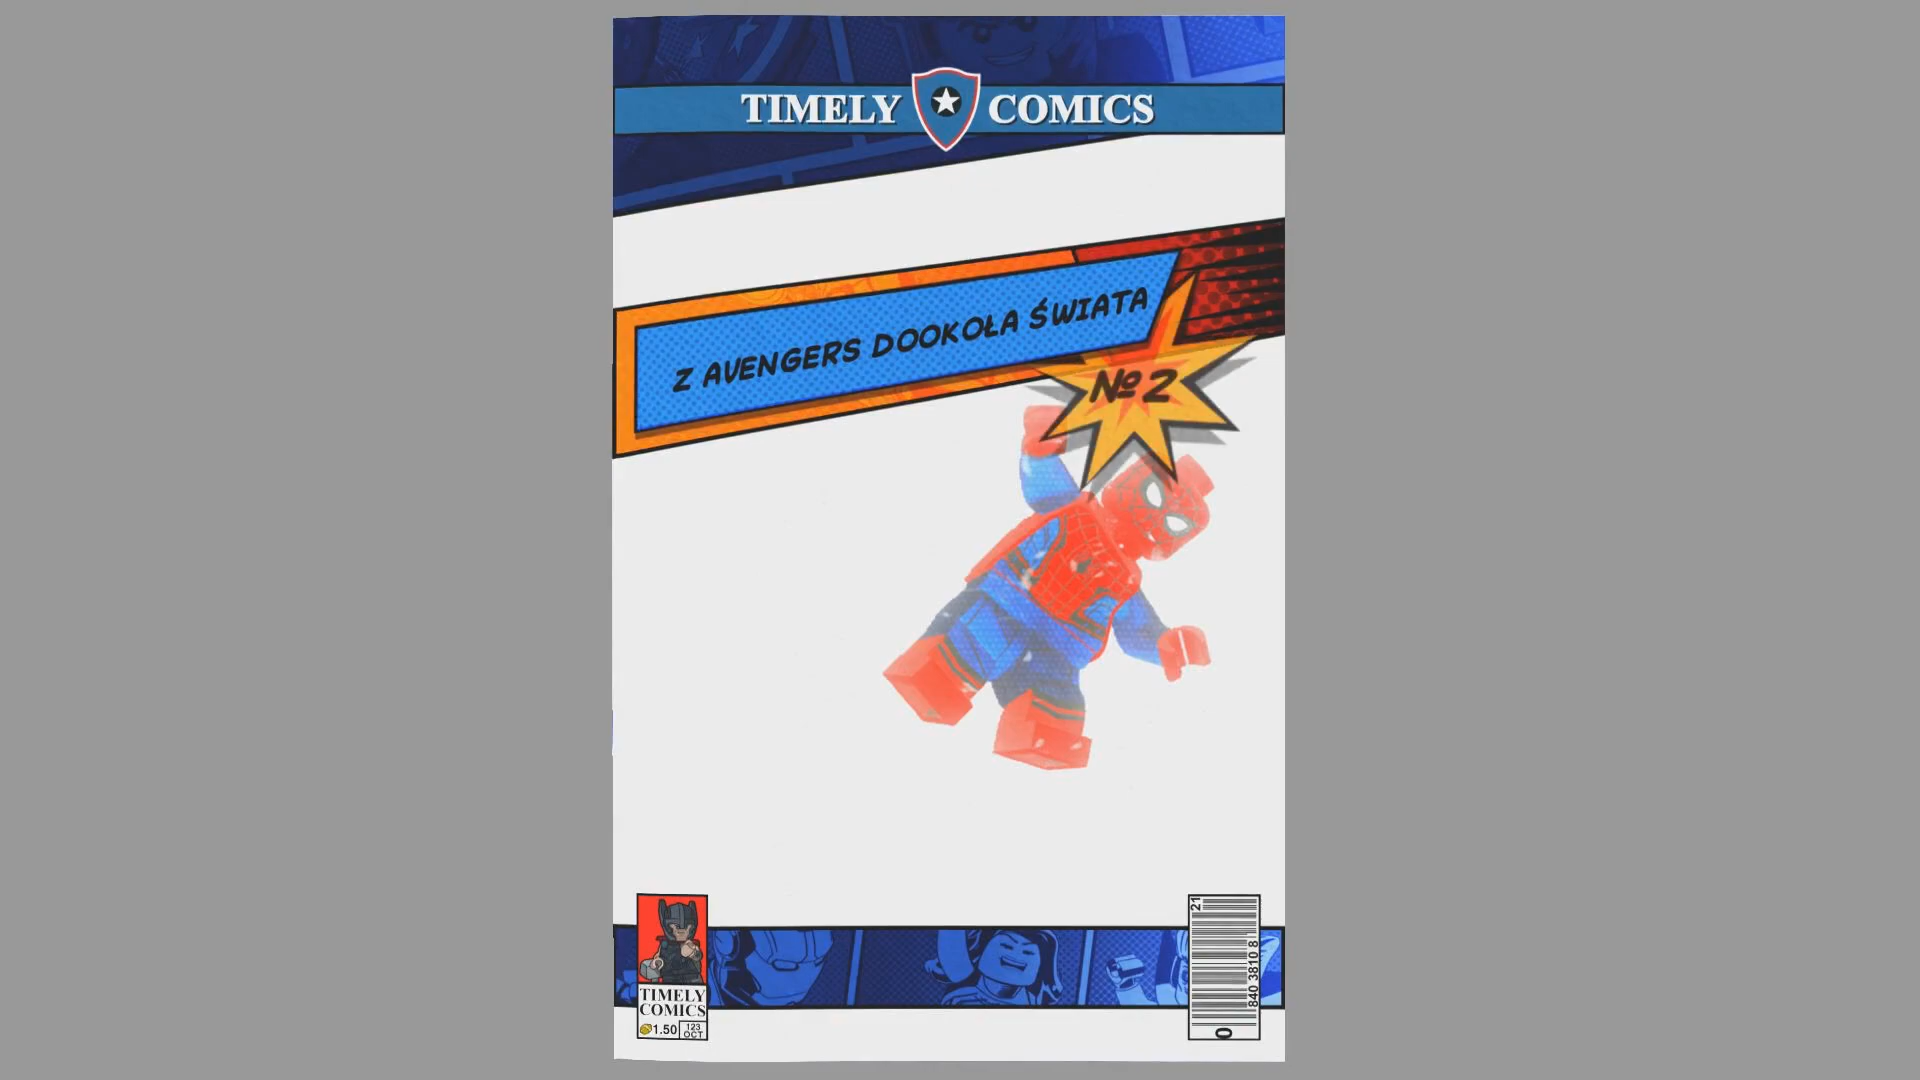 TIMELY COMICS
Z AVENGERS DOOKOŁA ŚWIATA
№ 2
TIMELY
COMICS
1.50
123
OCT
21
840 3810 8
0